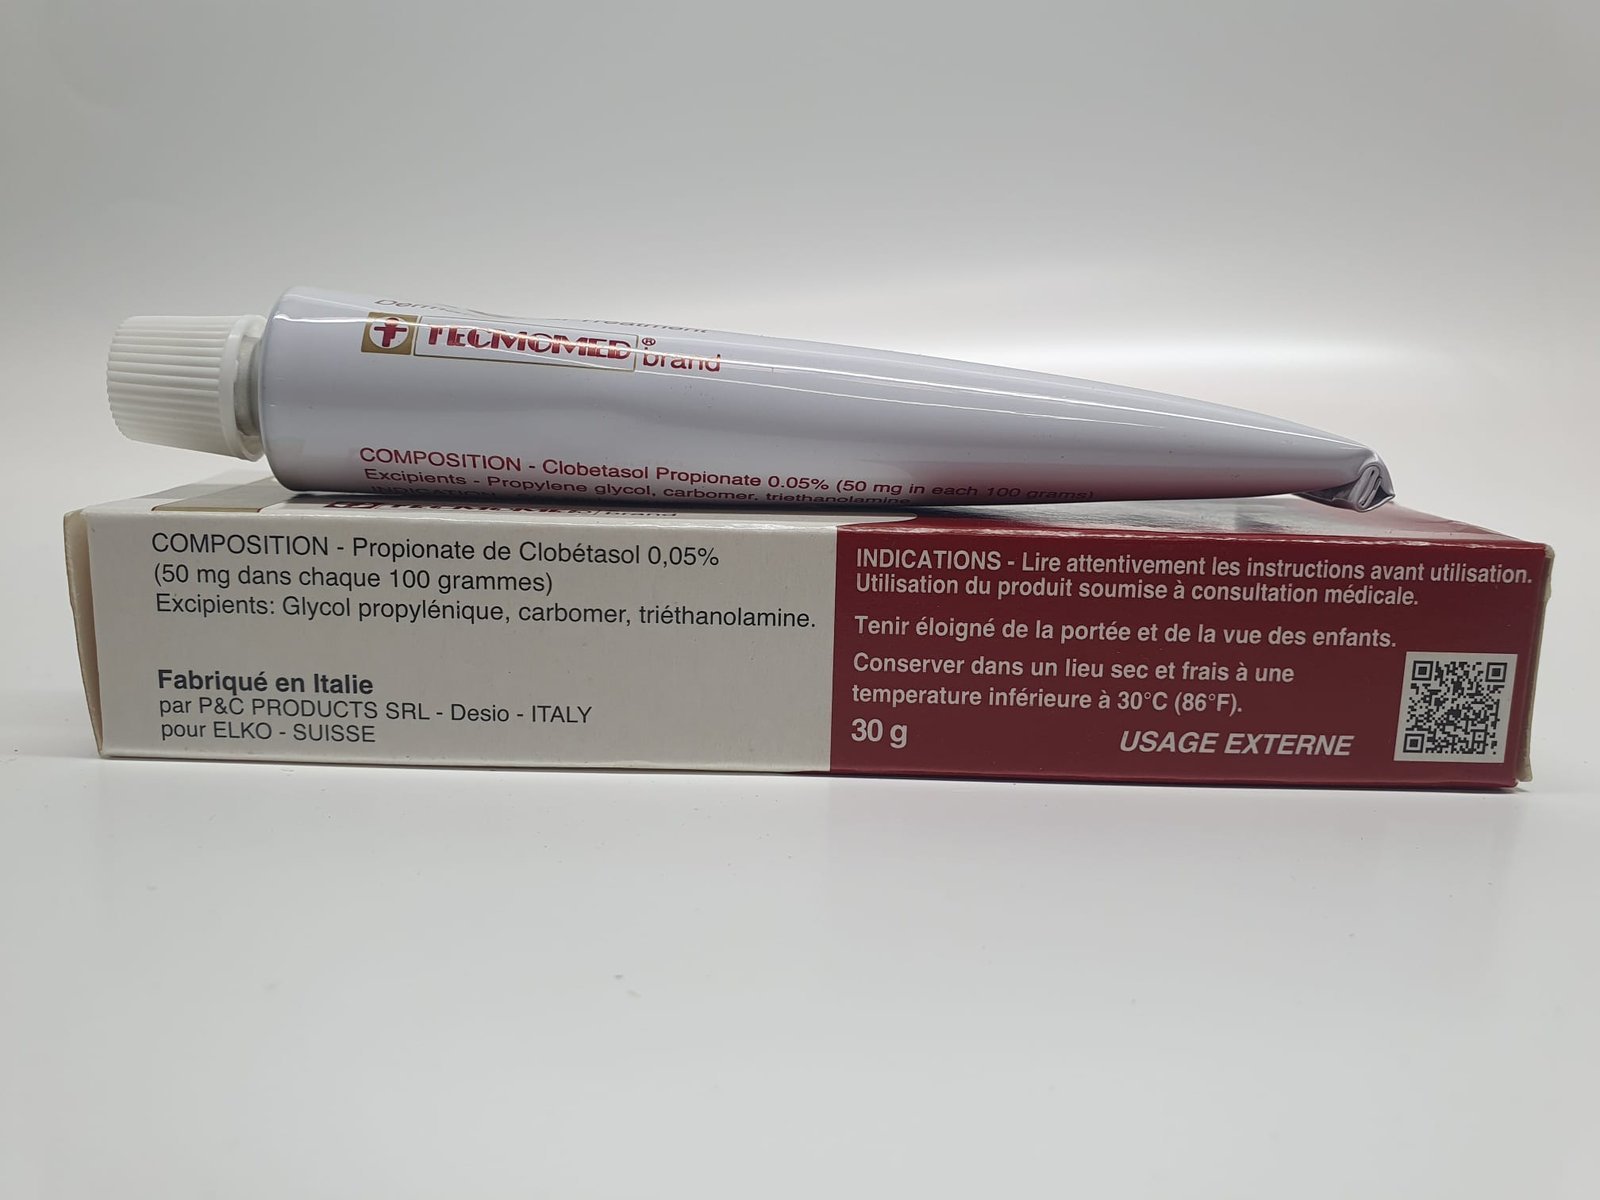 Treatment
TECMOMED®
brand
COMPOSITION - Clobetasol Propionate 0.05% (50 mg in each 100 grams)
Excipients - Propylene glycol, carbomer, triethanolamine
INDICATION
TECMOMED® brand
COMPOSITION - Propionate de Clobétasol 0,05%
(50 mg dans chaque 100 grammes)
Excipients: Glycol propylénique, carbomer, triéthanolamine.
Fabriqué en Italie
par P&C PRODUCTS SRL - Desio - ITALY
pour ELKO - SUISSE
INDICATIONS - Lire attentivement les instructions avant utilisation.
Utilisation du produit soumise à consultation médicale.
Tenir éloigné de la portée et de la vue des enfants.
Conserver dans un lieu sec et frais à une
temperature inférieure à 30°C (86°F).
30 g
USAGE EXTERNE